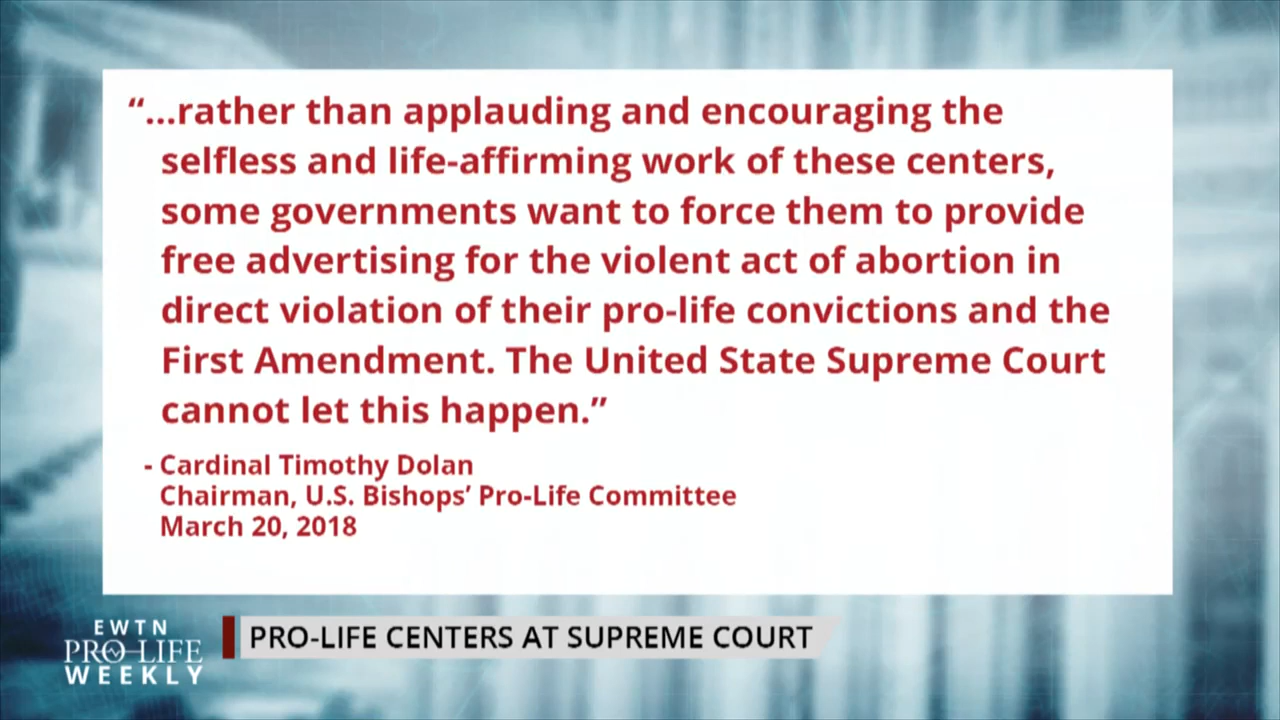 “...rather than applauding and encouraging the
selfless and life-affirming work of these centers,
some governments want to force them to provide
free advertising for the violent act of abortion in
direct violation of their pro-life convictions and the
First Amendment. The United State Supreme Court
cannot let this happen.”
- Cardinal Timothy Dolan
Chairman, U.S. Bishops’ Pro-Life Committee
March 20, 2018
EWTN
PRO-LIFE
WEEKLY
PRO-LIFE CENTERS AT SUPREME COURT